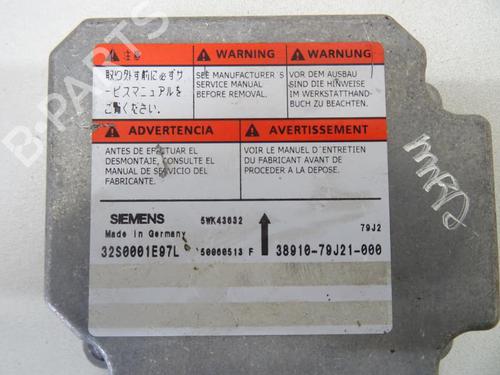 注意
取り外す前に必ずサ
ービスマニュアルを
ご覧ください.
WARNING
SEE MANUFACTURER'S
SERVICE MANUAL
BEFORE REMOVAL.
WARNUNG
VOR DEM AUSBAU
SIND DIE HINWEISE
IM WERKSTATTHAND-
BUCH ZU BEACHTEN.
ADVERTENCIA
ANTES DE EFECTUAR EL
DESMONTAJE, CONSULTE EL
MANUAL DE SERVICIO DEL
FABRICANTE.
AVERTISSEMENT
VOIR LE MANUEL D'ENTRETIEN
DU FABRICANT AVANT DE
PROCEDER A LA DEPOSE.
SIEMENS 5WK43632 79J2
Made in Germany
32S0001E97L 50060513 F 38910-79J21-000
B-PARTS